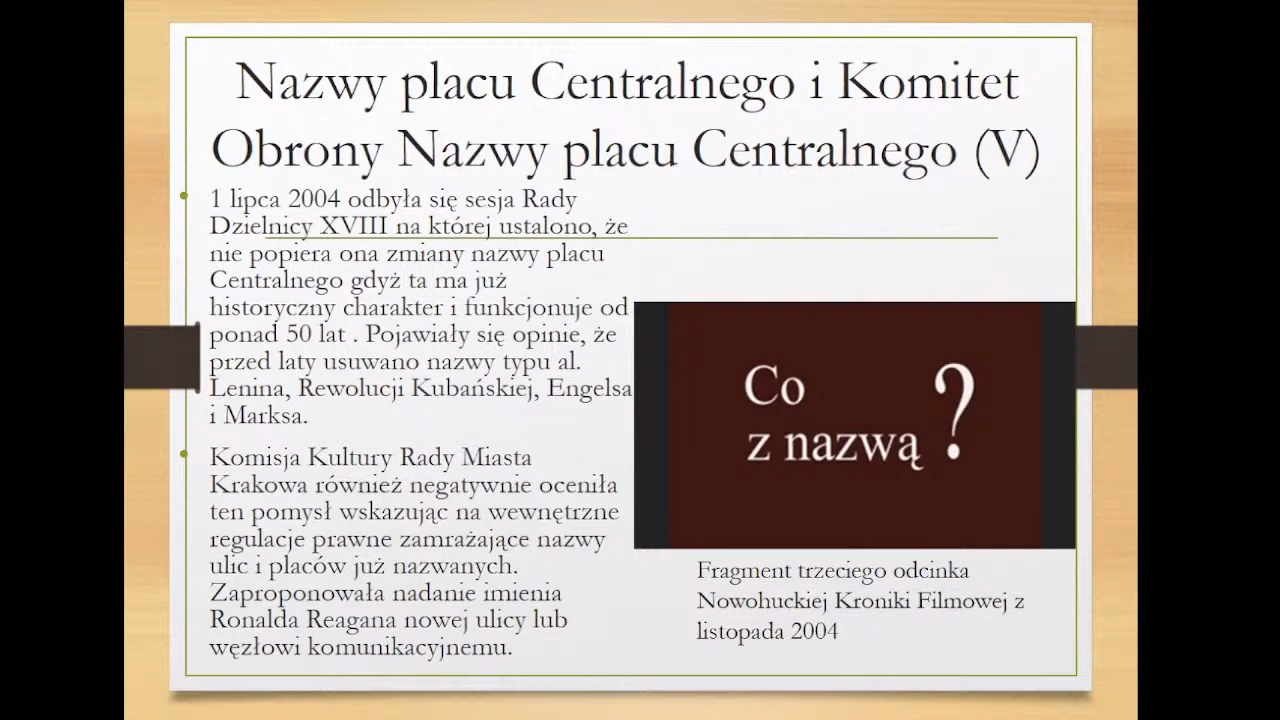 Nazwy placu Centralnego i Komitet
Obrony Nazwy placu Centralnego (V)
1 lipca 2004 odbyła się sesja Rady
Dzielnicy XVIII na której ustalono, że
nie popiera ona zmiany nazwy placu
Centralnego gdyż ta ma już
historyczny charakter i funkcjonuje od
ponad 50 lat . Pojawiały się opinie, że
przed laty usuwano nazwy typu al.
Lenina, Rewolucji Kubańskiej, Engelsa
i Marksa.
Komisja Kultury Rady Miasta
Krakowa również negatywnie oceniła
ten pomysł wskazując na wewnętrzne
regulacje prawne zamrażające nazwy
ulic i placów już nazwanych.
Zaproponowała nadanie imienia
Ronalda Reagana nowej ulicy lub
węzłowi komunikacyjnemu.
Co
z nazwą ?
Fragment trzeciego odcinka
Nowohuckiej Kroniki Filmowej z
listopada 2004